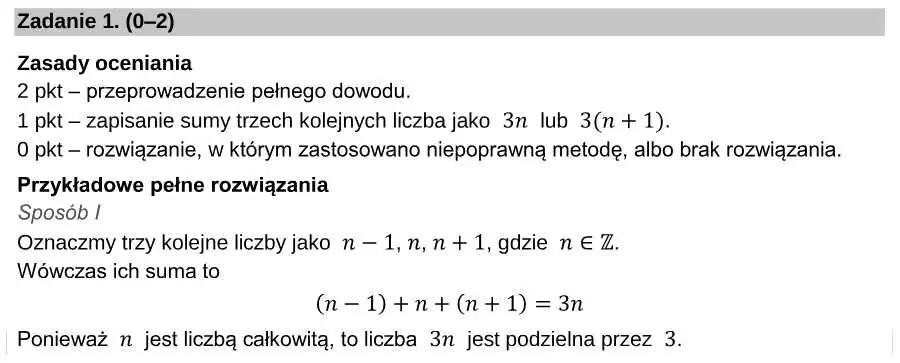 Zadanie 1. (0–2)
Zasady oceniania
2 pkt – przeprowadzenie pełnego dowodu.
1 pkt – zapisanie sumy trzech kolejnych liczba jako 3n lub 3(n + 1).
0 pkt – rozwiązanie, w którym zastosowano niepoprawną metodę, albo brak rozwiązania.
Przykładowe pełne rozwiązania
Sposób I
Oznaczmy trzy kolejne liczby jako n − 1, n, n + 1, gdzie n ∈ ℤ.
Wówczas ich suma to
(n − 1) + n + (n + 1) = 3n
Ponieważ n jest liczbą całkowitą, to liczba 3n jest podzielna przez 3.